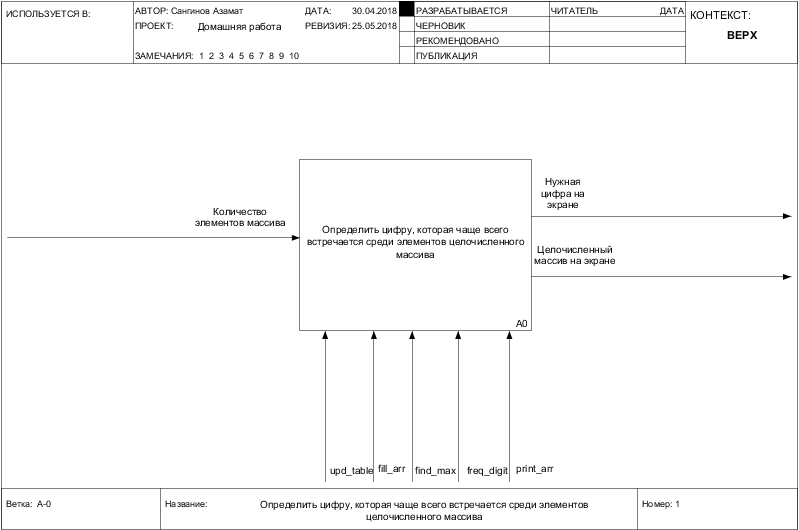 ИСПОЛЬЗУЕТСЯ В:
АВТОР: Сангинов Азамат
ДАТА: 30.04.2018
РАЗРАБАТЫВАЕТСЯ
ЧИТАТЕЛЬ
ДАТА
КОНТЕКСТ:
ПРОЕКТ: Домашняя работа
РЕВИЗИЯ: 25.05.2018
ЧЕРНОВИК
ВЕРХ
РЕКОМЕНДОВАНО
ЗАМЕЧАНИЯ: 1 2 3 4 5 6 7 8 9 10
ПУБЛИКАЦИЯ
Количество
элементов массива
Определить цифру, которая чаще всего
встречается среди элементов целочисленного
массива
A0
Нужная
цифра на
экране
Целочисленный
массив на экране
upd_table
fill_arr
find_max
freq_digit
print_arr
Ветка: A-0
Название:
Определить цифру, которая чаще всего встречается среди элементов
целочисленного массива
Номер: 1